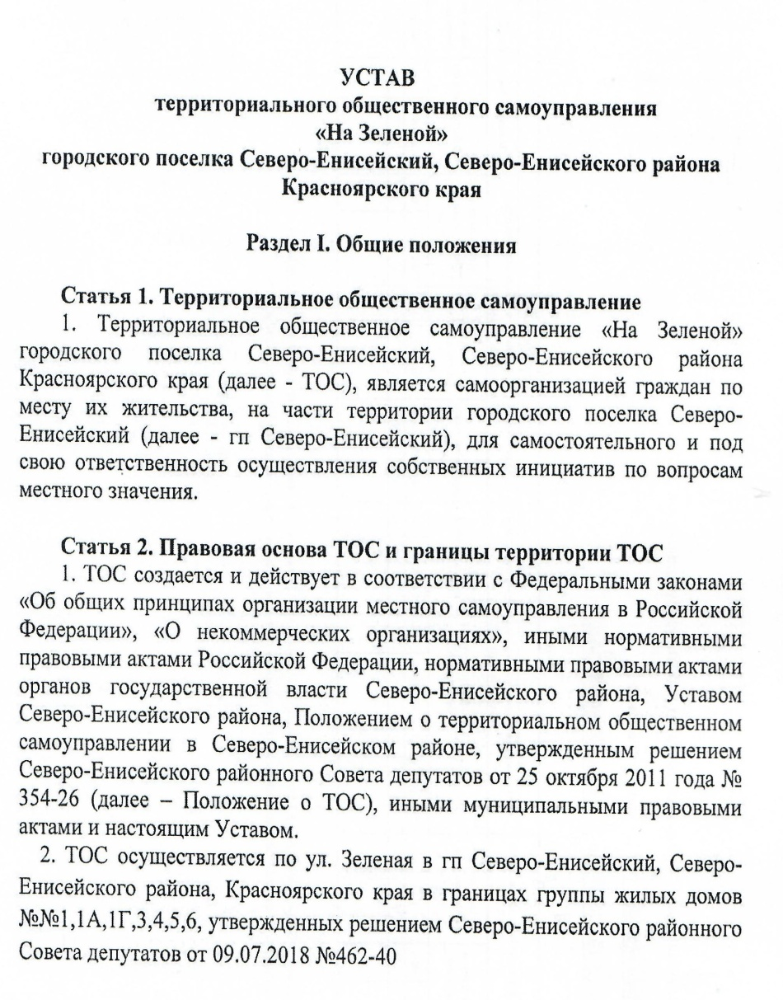 УСТАВ
территориального общественного самоуправления
«На Зеленой»
городского поселка Северо-Енисейский, Северо-Енисейского района
Красноярского края
Раздел I. Общие положения
Статья 1. Территориальное общественное самоуправление
1. Территориальное общественное самоуправление «На Зеленой»
городского поселка Северо-Енисейский, Северо-Енисейского района
Красноярского края (далее - ТОС), является самоорганизацией граждан по
месту их жительства, на части территории городского поселка Северо-
Енисейский (далее - гп Северо-Енисейский), для самостоятельного и под
свою ответственность осуществления собственных инициатив по вопросам
местного значения.
Статья 2. Правовая основа ТОС и границы территории ТОС
1. ТОС создается и действует в соответствии с Федеральными законами
«Об общих принципах организации местного самоуправления в Российской
Федерации», «О некоммерческих организациях», иными нормативными
правовыми актами Российской Федерации, нормативными правовыми актами
органов государственной власти Северо-Енисейского района, Уставом
Северо-Енисейского района, Положением о территориальном общественном
самоуправлении в Северо-Енисейском районе, утвержденным решением
Северо-Енисейского районного Совета депутатов от 25 октября 2011 года №
354-26 (далее – Положение о ТОС), иными муниципальными правовыми
актами и настоящим Уставом.
2. ТОС осуществляется по ул. Зеленая в гп Северо-Енисейский, Северо-
Енисейского района, Красноярского края в границах группы жилых домов
№№1,1А,1Г,3,4,5,6, утвержденных решением Северо-Енисейского районного
Совета депутатов от 09.07.2018 №462-40